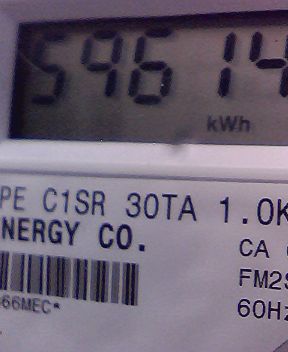 59614
kWh
PE C1SR 30TA 1.0K
NERGY CO.
CA
FM2S
66MEC*
60Hz